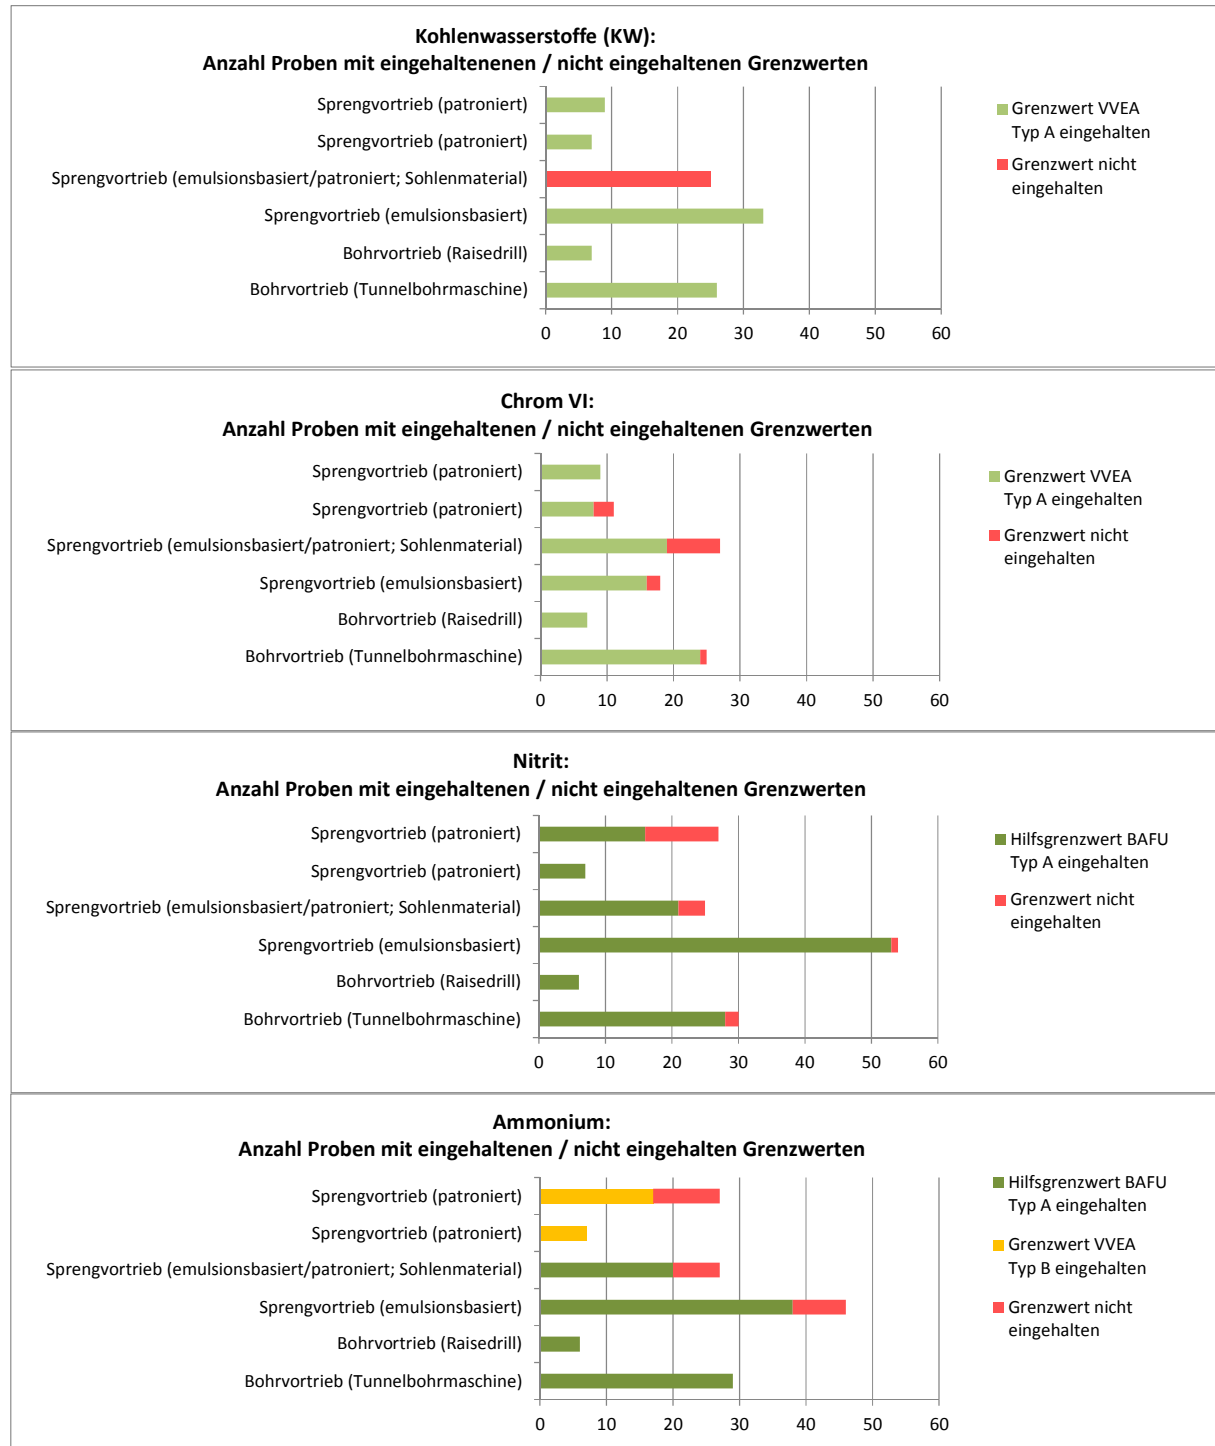 Kohlenwasserstoffe (KW):
Anzahl Proben mit eingehaltenenen / nicht eingehaltenen Grenzwerten
Sprengvortrieb (patroniert)
Sprengvortrieb (patroniert)
Sprengvortrieb (emulsionsbasiert/patroniert; Sohlenmaterial)
Sprengvortrieb (emulsionsbasiert)
Bohrvortrieb (Raisedrill)
Bohrvortrieb (Tunnelbohrmaschine)
0 10 20 30 40 50 60
Grenzwert VVEA
Typ A eingehalten
Grenzwert nicht
eingehalten
Chrom VI:
Anzahl Proben mit eingehaltenen / nicht eingehaltenen Grenzwerten
Sprengvortrieb (patroniert)
Sprengvortrieb (patroniert)
Sprengvortrieb (emulsionsbasiert/patroniert; Sohlenmaterial)
Sprengvortrieb (emulsionsbasiert)
Bohrvortrieb (Raisedrill)
Bohrvortrieb (Tunnelbohrmaschine)
0 10 20 30 40 50 60
Grenzwert VVEA
Typ A eingehalten
Grenzwert nicht
eingehalten
Nitrit:
Anzahl Proben mit eingehaltenen / nicht eingehaltenen Grenzwerten
Sprengvortrieb (patroniert)
Sprengvortrieb (patroniert)
Sprengvortrieb (emulsionsbasiert/patroniert; Sohlenmaterial)
Sprengvortrieb (emulsionsbasiert)
Bohrvortrieb (Raisedrill)
Bohrvortrieb (Tunnelbohrmaschine)
0 10 20 30 40 50 60
Hilfsgrenzwert BAFU
Typ A eingehalten
Grenzwert nicht
eingehalten
Ammonium:
Anzahl Proben mit eingehaltenen / nicht eingehalten Grenzwerten
Sprengvortrieb (patroniert)
Sprengvortrieb (patroniert)
Sprengvortrieb (emulsionsbasiert/patroniert; Sohlenmaterial)
Sprengvortrieb (emulsionsbasiert)
Bohrvortrieb (Raisedrill)
Bohrvortrieb (Tunnelbohrmaschine)
0 10 20 30 40 50 60
Hilfsgrenzwert BAFU
Typ A eingehalten
Grenzwert VVEA
Typ B eingehalten
Grenzwert nicht
eingehalten